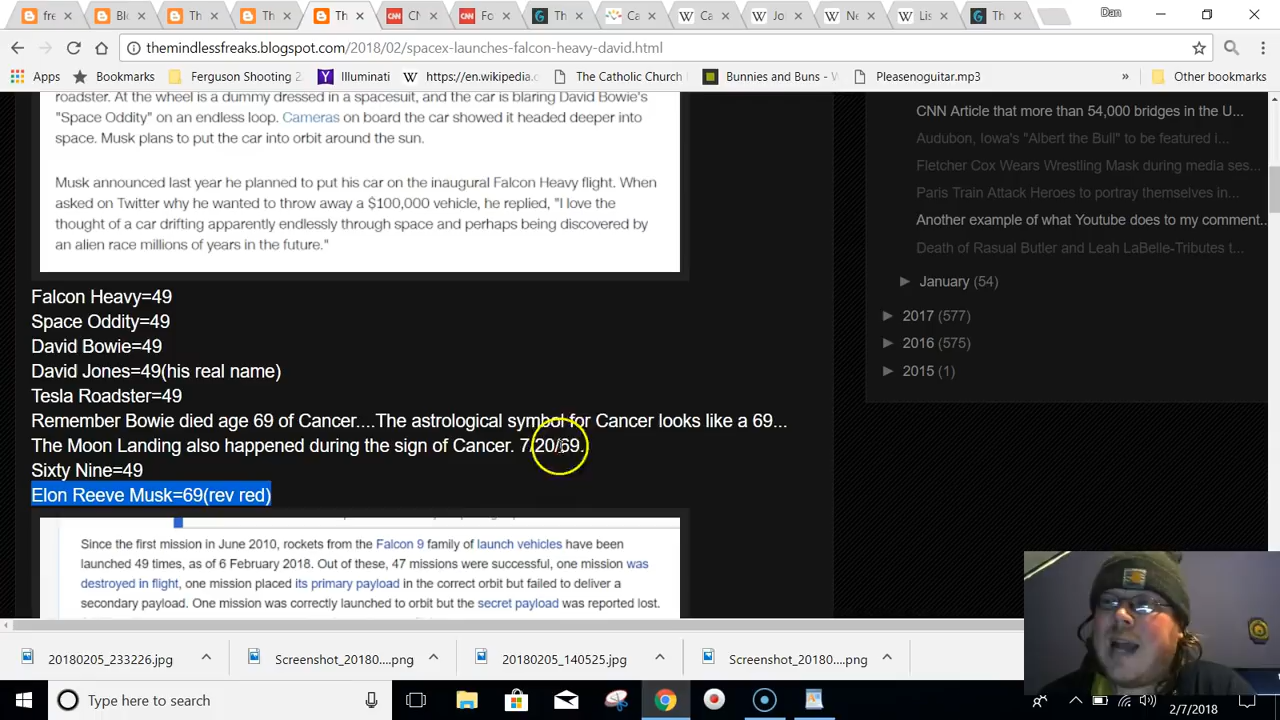 fre
Blo
Th
Th
Th
CN
Fo
Th
Ca
Ca
Jo
Ne
Lis
Th
Dan
themindlessfreaks.blogspot.com/2018/02/spacex-launches-falcon-heavy-david.html
Apps
Bookmarks
Ferguson Shooting 2
Illuminati
https://en.wikipedia
The Catholic Church
Bunnies and Buns - W
Pleasenoguitar.mp3
»
Other bookmarks
roadster. At the wheel is a dummy dressed in a spacesuit, and the car is blaring David Bowie's
"Space Oddity" on an endless loop. Cameras on board the car showed it headed deeper into
space. Musk plans to put the car into orbit around the sun.
Musk announced last year he planned to put his car on the inaugural Falcon Heavy flight. When
asked on Twitter why he wanted to throw away a $100,000 vehicle, he replied, "I love the
thought of a car drifting apparently endlessly through space and perhaps being discovered by
an alien race millions of years in the future."
Falcon Heavy=49
Space Oddity=49
David Bowie=49
David Jones=49(his real name)
Tesla Roadster=49
Remember Bowie died age 69 of Cancer....The astrological symbol for Cancer looks like a 69...
The Moon Landing also happened during the sign of Cancer. 7/20/69.
Sixty Nine=49
Elon Reeve Musk=69(rev red)
Since the first mission in June 2010, rockets from the Falcon 9 family of launch vehicles have been
launched 49 times, as of 6 February 2018. Out of these, 47 missions were successful, one mission was
destroyed in flight, one mission placed its primary payload in the correct orbit but failed to deliver a
secondary payload. One mission was correctly launched to orbit but the secret payload was reported lost.
CNN Article that more than 54,000 bridges in the U...
Audubon, Iowa's "Albert the Bull" to be featured i...
Fletcher Cox Wears Wrestling Mask during media ses...
Paris Train Attack Heroes to portray themselves in...
Another example of what Youtube does to my comment...
Death of Rasual Butler and Leah LaBelle-Tributes t...
► January (54)
► 2017 (577)
► 2016 (575)
► 2015 (1)
20180205_233226.jpg
Screenshot_20180....png
20180205_140525.jpg
Screenshot_20180....png
Type here to search
2/7/2018